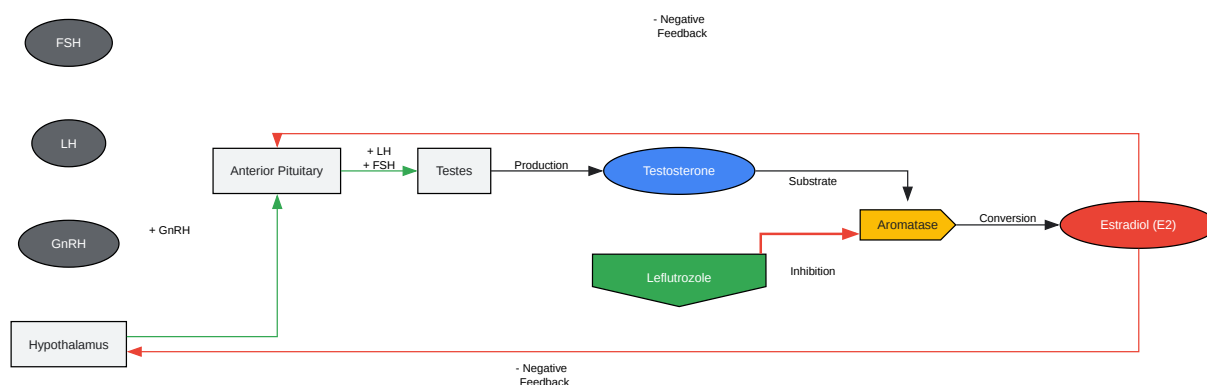 - Negative
Feedback
FSH
LH
+ LH
+ FSH
Anterior Pituitary
Testes
Production
Testosterone
Substrate
GnRH
+ GnRH
Aromatase
Conversion
Estradiol (E2)
Leflutrozole
Inhibition
Hypothalamus
- Negative
Feedback